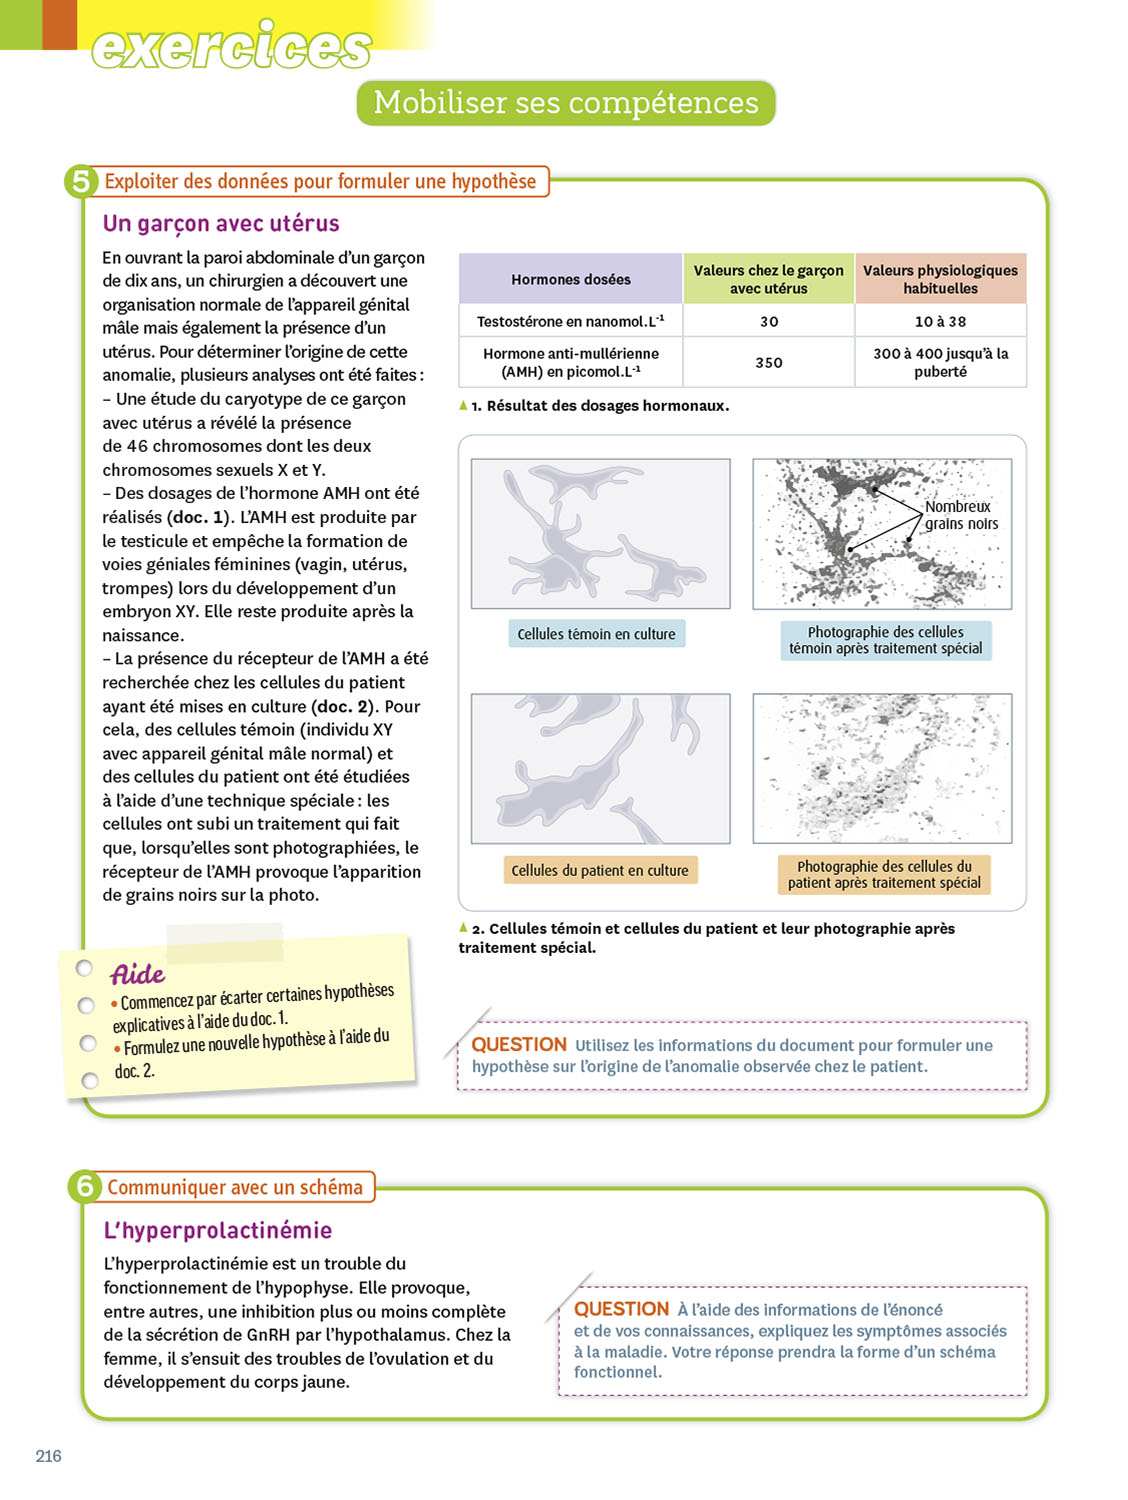 exercices
Mobiliser ses compétences
5 Exploiter des données pour formuler une hypothèse
Un garçon avec utérus
En ouvrant la paroi abdominale d'un garçon
de dix ans, un chirurgien a découvert une
organisation normale de l'appareil génital
mâle mais également la présence d'un
utérus. Pour déterminer l'origine de cette
anomalie, plusieurs analyses ont été faites :
– Une étude du caryotype de ce garçon
avec utérus a révélé la présence
de 46 chromosomes dont les deux
chromosomes sexuels X et Y.
– Des dosages de l'hormone AMH ont été
réalisés (doc. 1). L'AMH est produite par
le testicule et empêche la formation de
voies géniales féminines (vagin, utérus,
trompes) lors du développement d'un
embryon XY. Elle reste produite après la
naissance.
– La présence du récepteur de l'AMH a été
recherchée chez les cellules du patient
ayant été mises en culture (doc. 2). Pour
cela, des cellules témoin (individu XY
avec appareil génital mâle normal) et
des cellules du patient ont été étudiées
à l'aide d'une technique spéciale : les
cellules ont subi un traitement qui fait
que, lorsqu'elles sont photographiées, le
récepteur de l'AMH provoque l'apparition
de grains noirs sur la photo.
Aide
• Commencez par écarter certaines hypothèses
explicatives à l'aide du doc. 1.
• Formulez une nouvelle hypothèse à l'aide du
doc. 2.
Hormones dosées
Valeurs chez le garçon
avec utérus
Valeurs physiologiques
habituelles
Testostérone en nanomol.L⁻¹
30
10 à 38
Hormone anti-mullérienne
(AMH) en picomol.L⁻¹
350
300 à 400 jusqu'à la
puberté
▲ 1. Résultat des dosages hormonaux.
Nombreux
grains noirs
Cellules témoin en culture
Photographie des cellules
témoin après traitement spécial
Cellules du patient en culture
Photographie des cellules du
patient après traitement spécial
▲ 2. Cellules témoin et cellules du patient et leur photographie après
traitement spécial.
QUESTION Utilisez les informations du document pour formuler une
hypothèse sur l'origine de l'anomalie observée chez le patient.
6 Communiquer avec un schéma
L'hyperprolactinémie
L'hyperprolactinémie est un trouble du
fonctionnement de l'hypophyse. Elle provoque,
entre autres, une inhibition plus ou moins complète
de la sécrétion de GnRH par l'hypothalamus. Chez la
femme, il s'ensuit des troubles de l'ovulation et du
développement du corps jaune.
QUESTION À l'aide des informations de l'énoncé
et de vos connaissances, expliquez les symptômes associés
à la maladie. Votre réponse prendra la forme d'un schéma
fonctionnel.
216